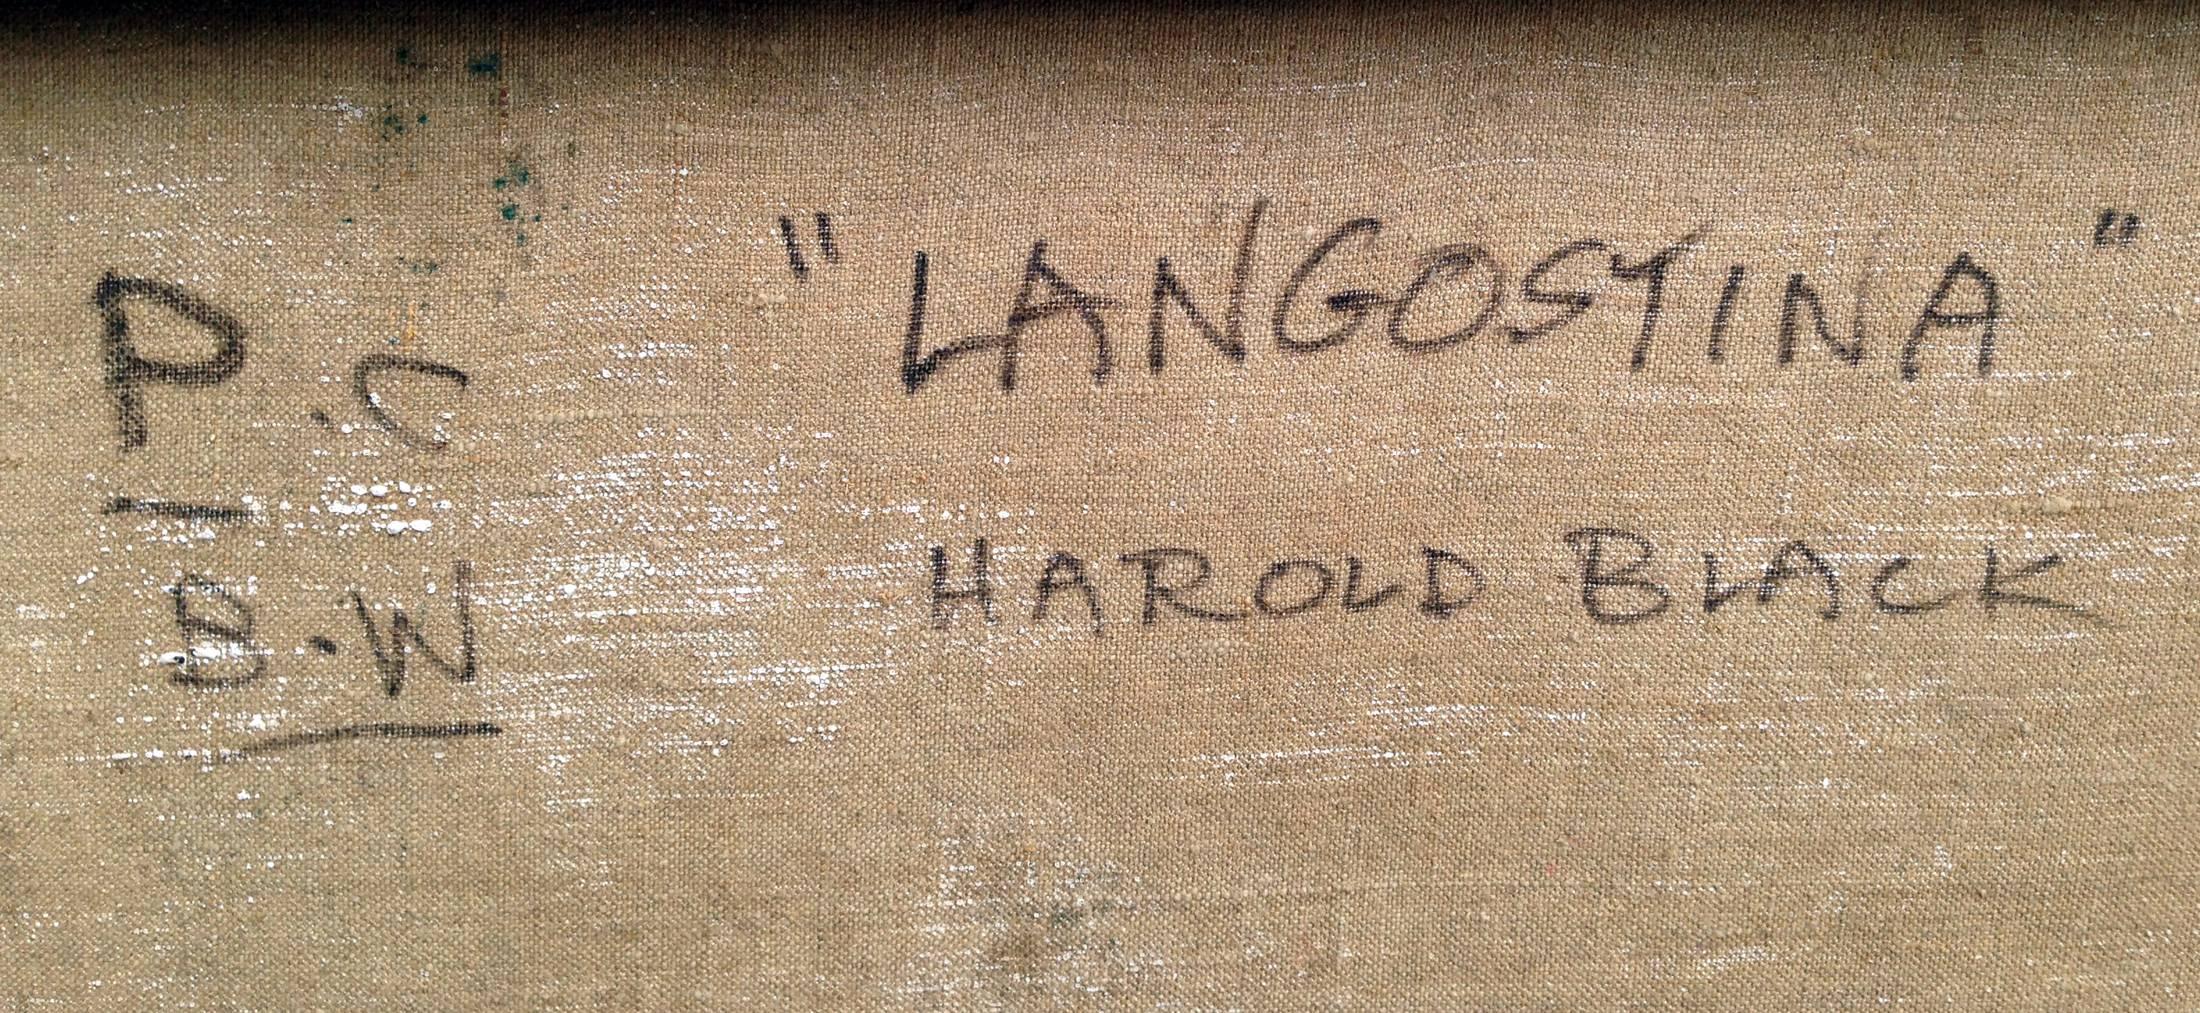 P.C
B.W
"LANGOSTINA"
HAROLD BLACK